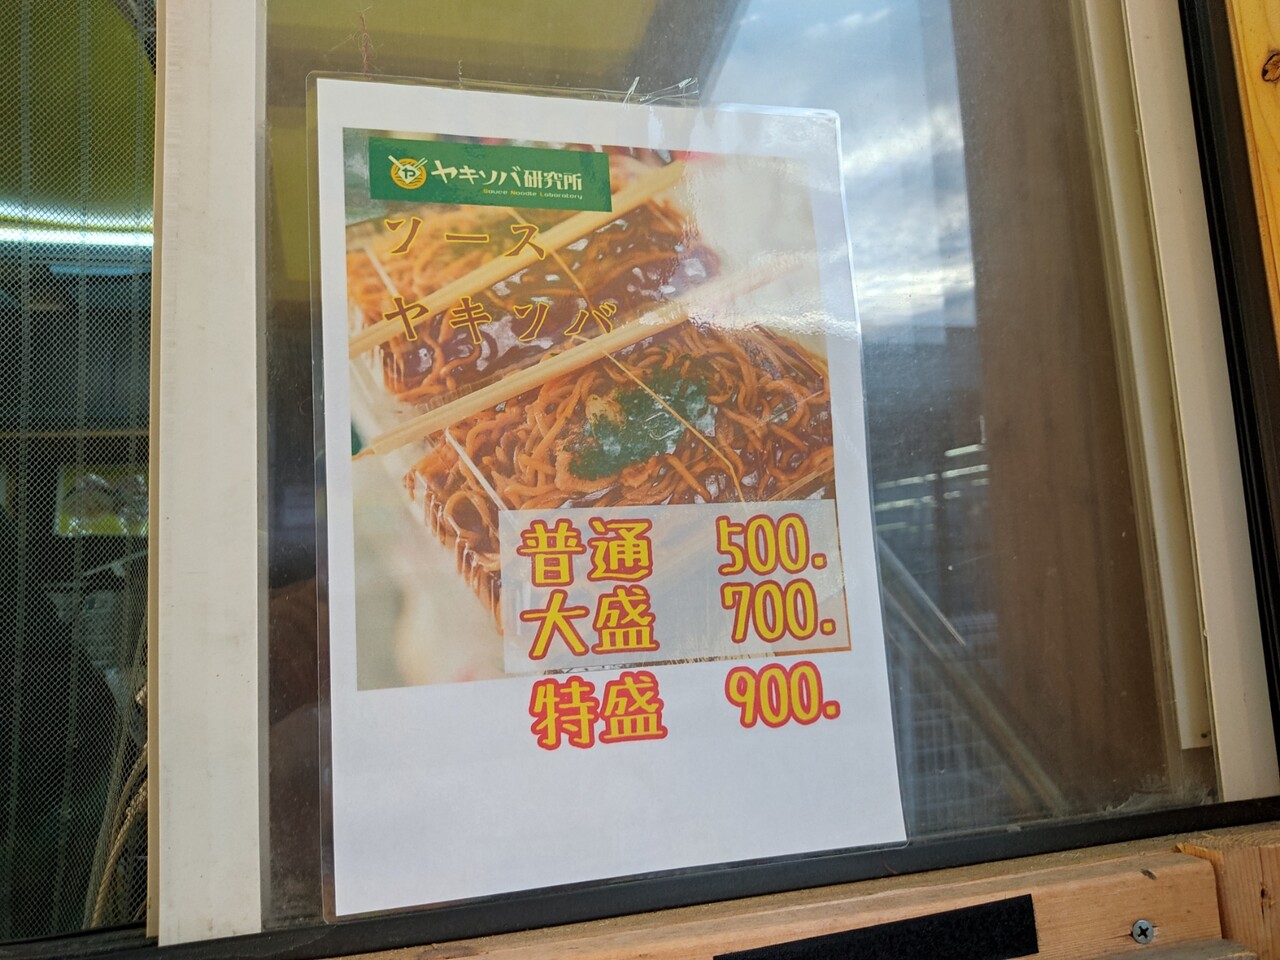 ヤ
ヤキソバ研究所
Sauce Noodle Laboratory
ソース
ヤキソバ
普通 500.
大盛 700.
特盛 900.